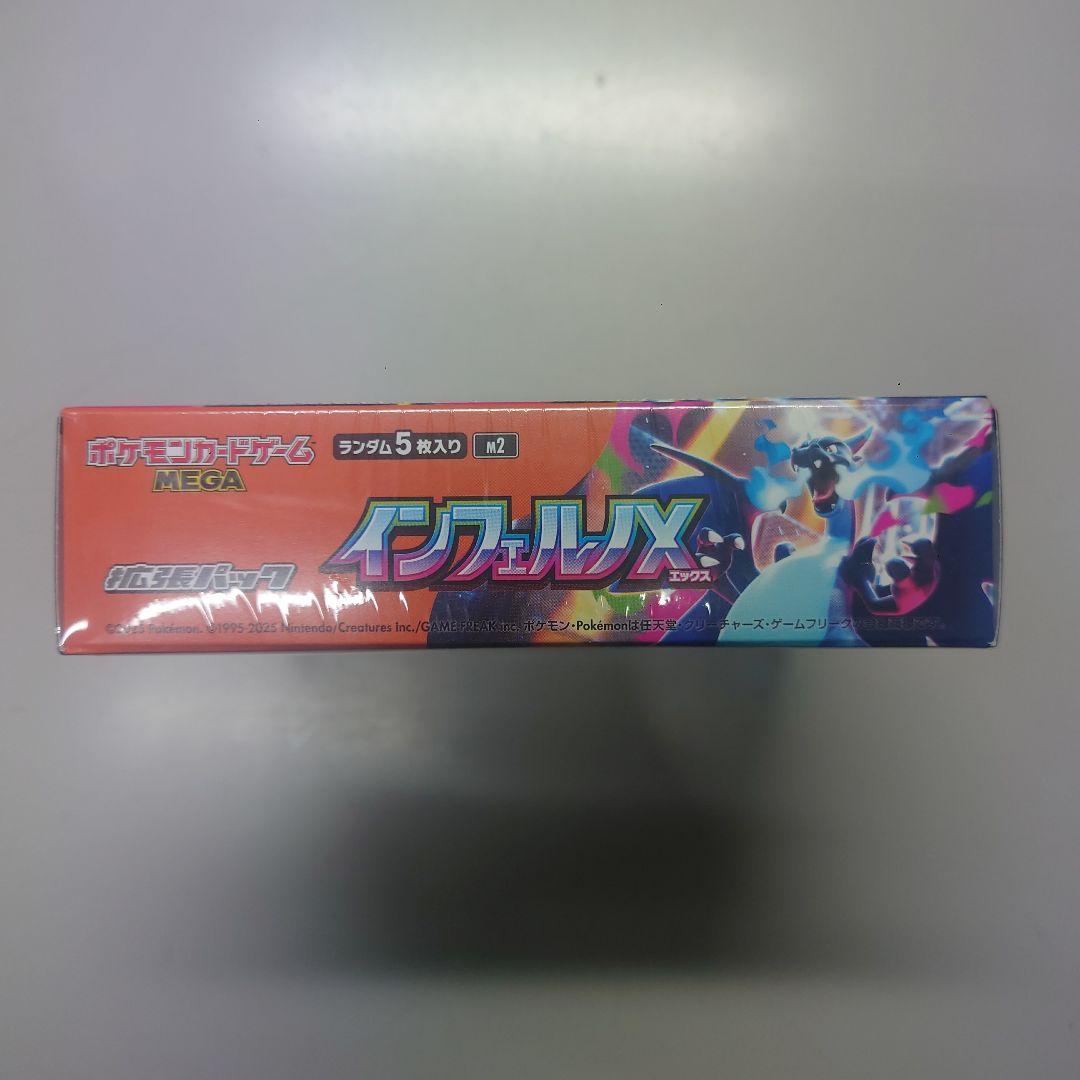 ポケモンカードゲーム™
MEGA
ランダム5枚入り M2
インフェルノX
エックス
拡張パック
©2025 Pokémon. ©1995-2025 Nintendo/Creatures inc./GAME FREAK inc. ポケモン・Pokémonは任天堂・クリーチャーズ・ゲームフリークの登録商標です。